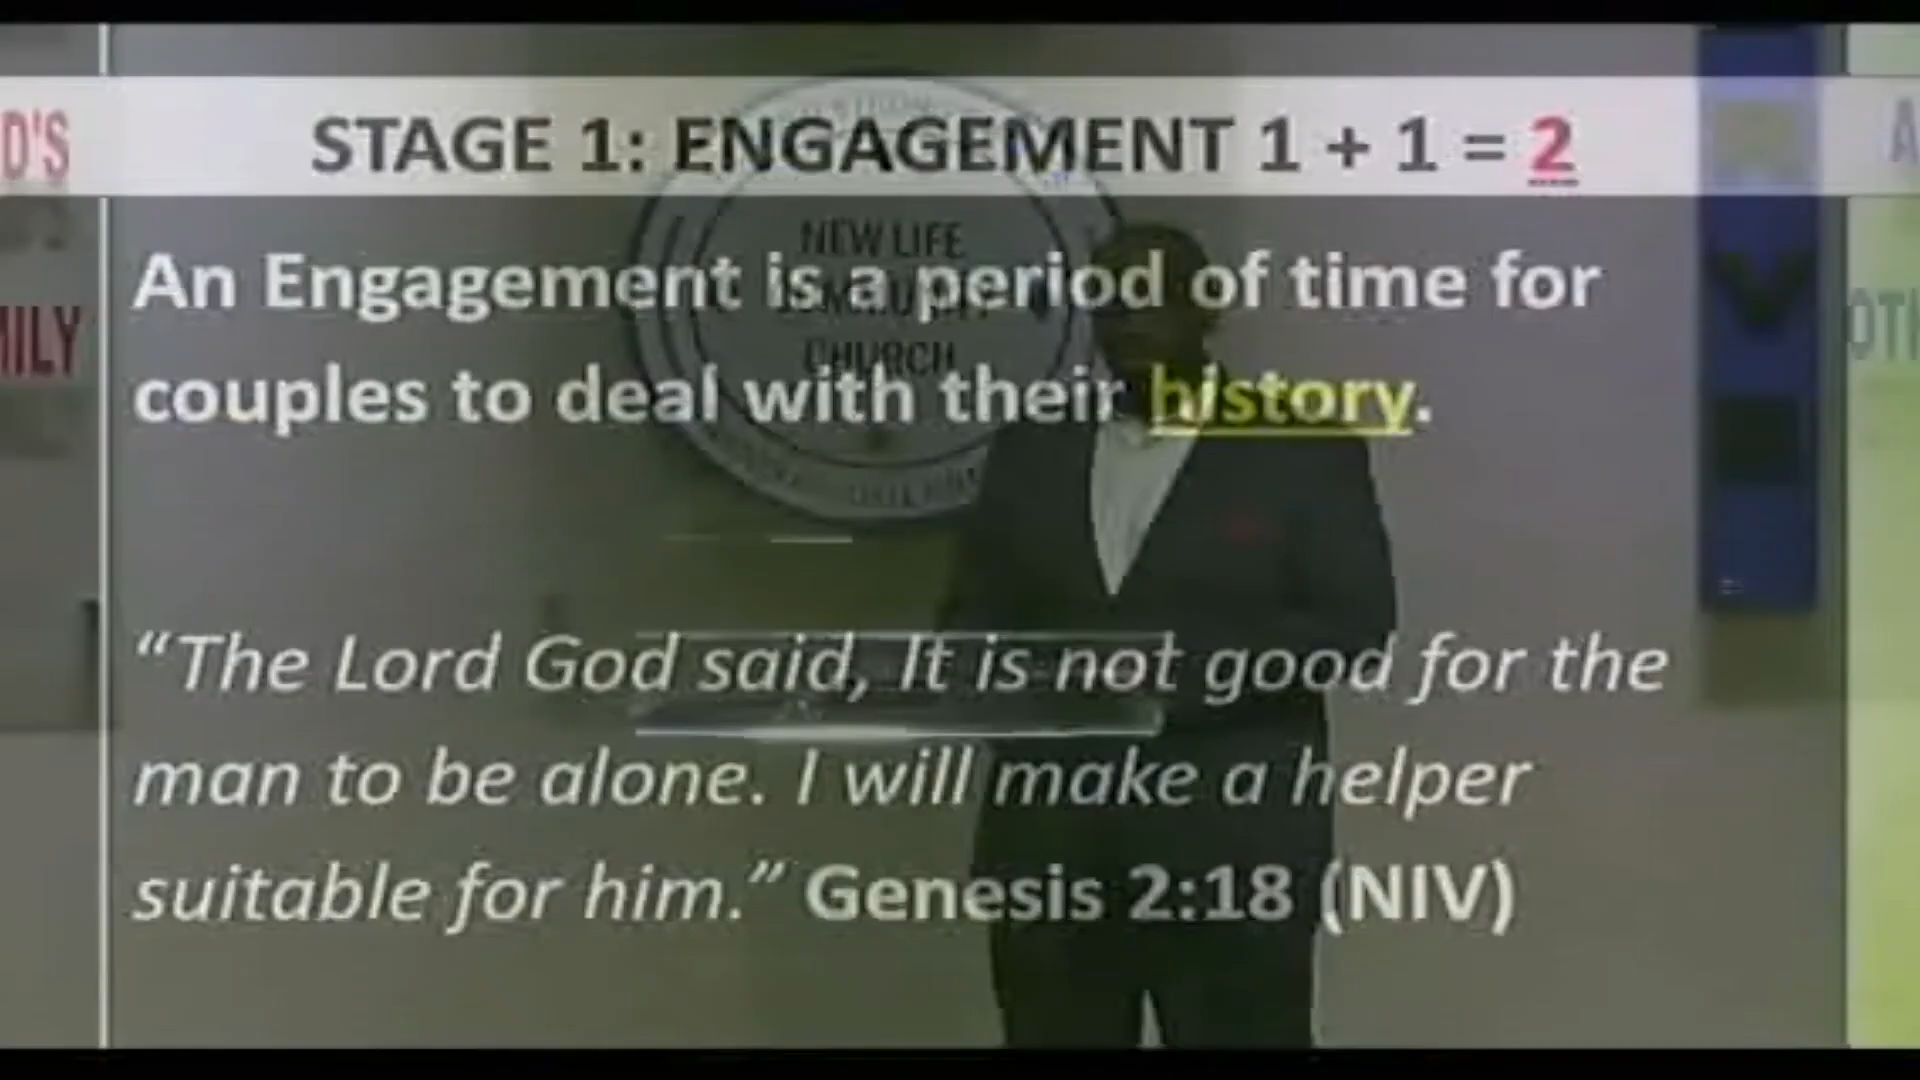 STAGE 1: ENGAGEMENT 1 + 1 = 2
An Engagement is a period of time for
couples to deal with their history.
“The Lord God said, It is not good for the
man to be alone. I will make a helper
suitable for him.” Genesis 2:18 (NIV)
NEW LIFE
COMMUNITY
CHURCH
D'S
MILY